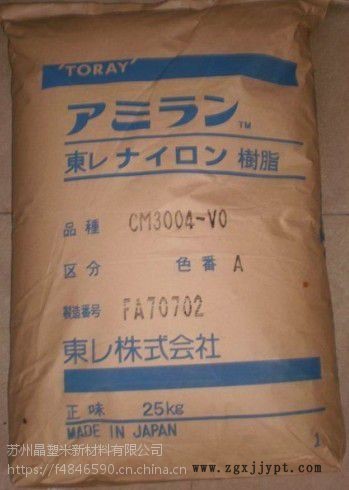 'TORAY'
アミラン™
東レナイロン樹脂
品種 CM3004-V0
区分 色番 A
製造番号 FA70702
東レ株式会社
正味 25kg
MADE IN JAPAN
1
苏州晶塑米新材料有限公司
https://f4846590.cn.china.cn
www.zgxjjypt.com